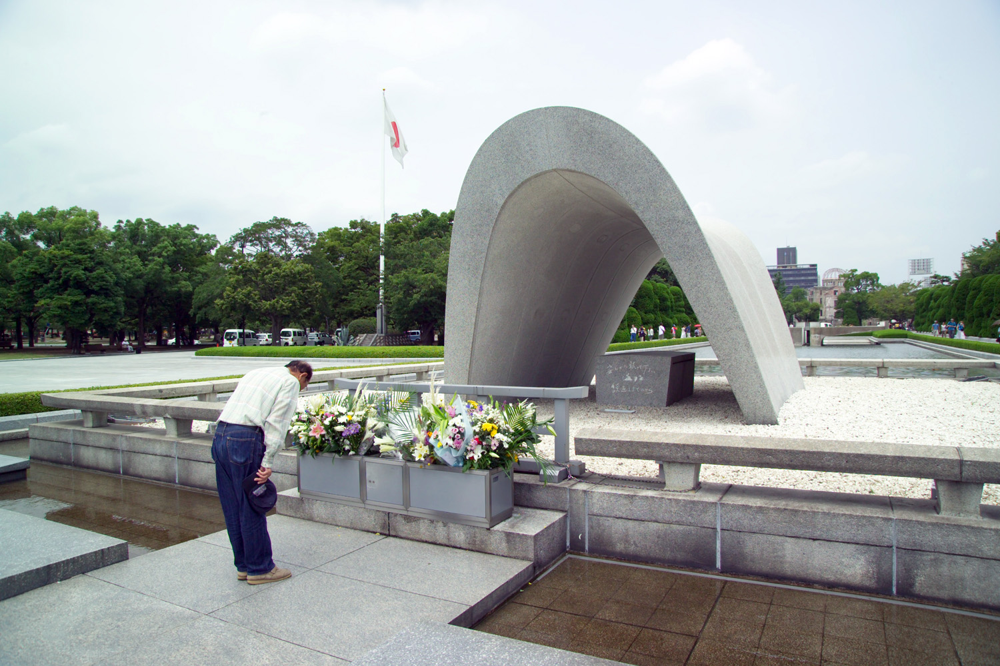 安らかに眠って下さい
過ちは
繰返しませぬから